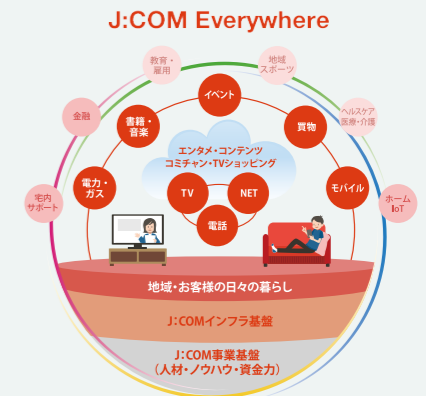 J:COM Everywhere
教育・
雇用
地域
スポーツ
イベント
金融
書籍・
音楽
買物
ヘルスケア
医療・介護
エンタメ・コンテンツ
コミチャン・TVショッピング
電力・
ガス
TV
NET
モバイル
宅内
サポート
電話
ホーム
IoT
地域・お客様の日々の暮らし
J:COMインフラ基盤
J:COM事業基盤
(人材・ノウハウ・資金力)